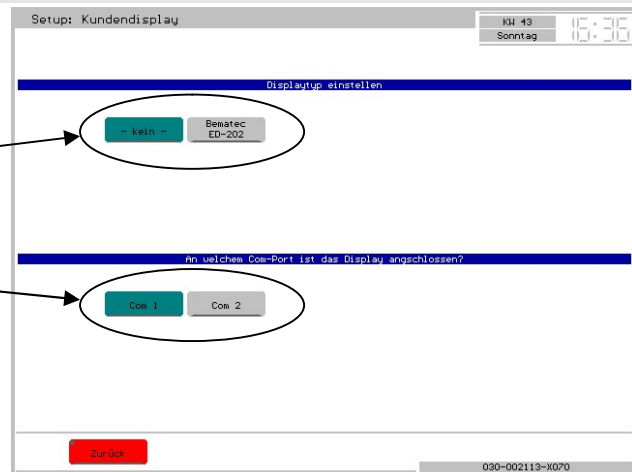 Setup: Kundendisplay
KW 43
Sonntag
16:36
Displaytyp einstellen
- kein -
Bematec
ED-202
An welchem Com-Port ist das Display angschlossen?
Com 1
Com 2
Zurück
030-002113-X070